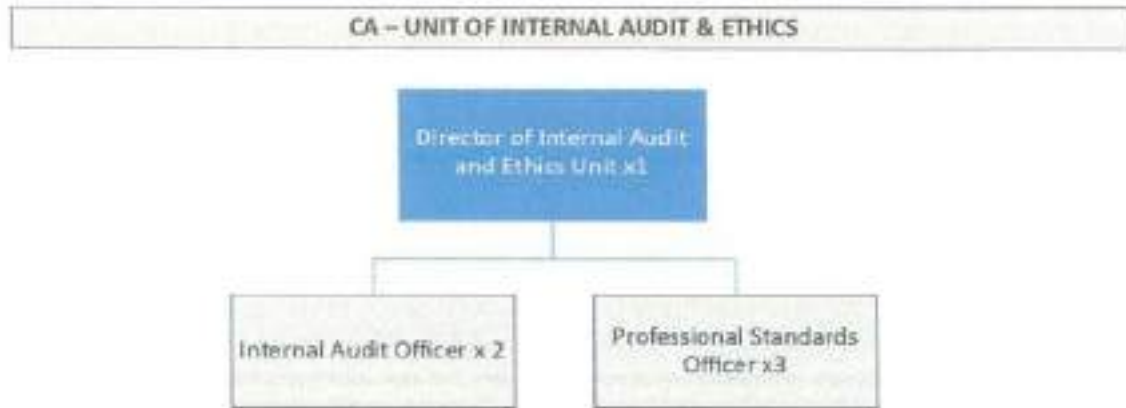 CA – UNIT OF INTERNAL AUDIT & ETHICS
Director of Internal Audit
and Ethics Unit x1
Internal Audit Officer x 2
Professional Standards
Officer x3